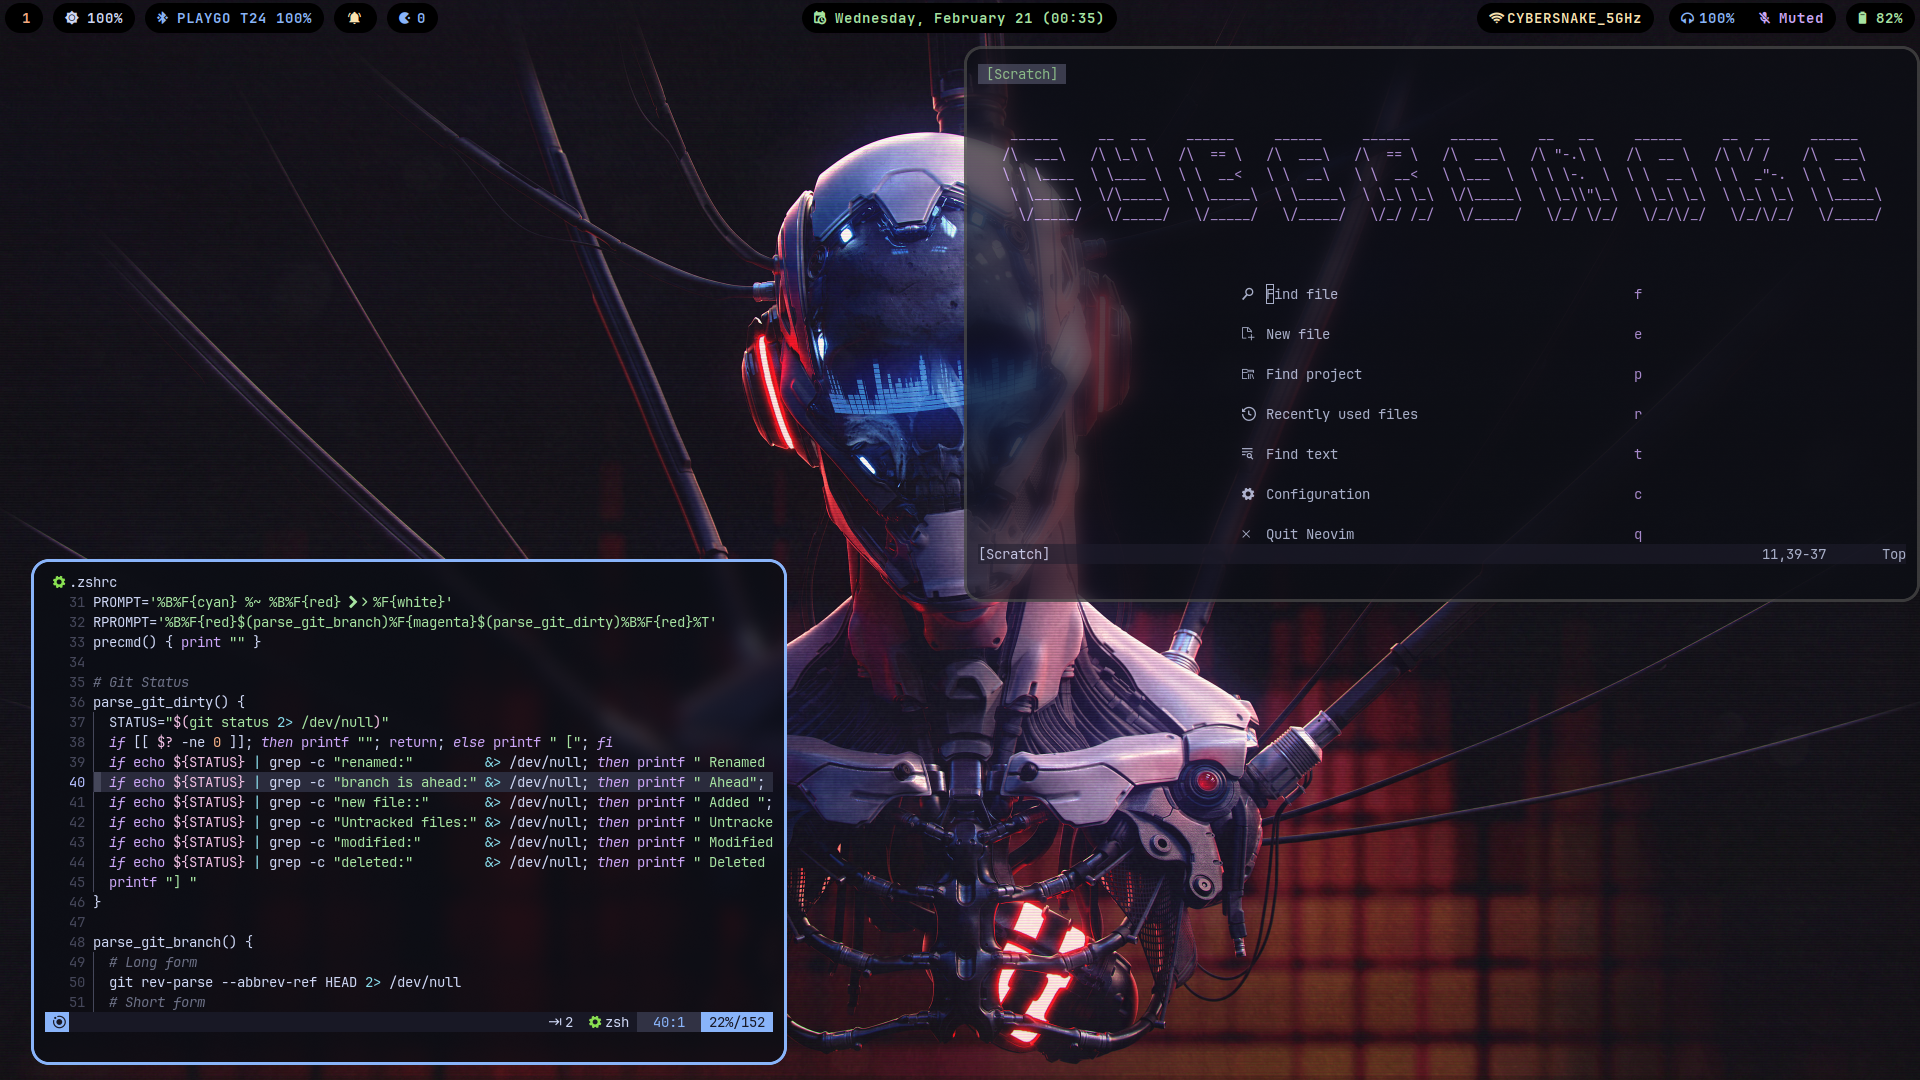 1 100% PLAYGO T24 100% 0 Wednesday, February 21 (00:35) CYBERSNAKE_5GHz 100% Muted 82%
[Scratch]
Find file f
New file e
Find project p
Recently used files r
Find text t
Configuration c
Quit Neovim q
[Scratch] 11,39-37 Top
.zshrc
31 PROMPT='%B%F{cyan} %~ %B%F{red} ❯› %F{white}'
32 RPROMPT='%B%F{red}$(parse_git_branch)%F{magenta}$(parse_git_dirty)%B%F{red}%T'
33 precmd() { print "" }
34
35 # Git Status
36 parse_git_dirty() {
37 STATUS="$(git status 2> /dev/null)"
38 if [[ $? -ne 0 ]]; then printf ""; return; else printf " ["; fi
39 if echo ${STATUS} | grep -c "renamed:" &> /dev/null; then printf " Renamed
40 if echo ${STATUS} | grep -c "branch is ahead:" &> /dev/null; then printf " Ahead";
41 if echo ${STATUS} | grep -c "new file::" &> /dev/null; then printf " Added ";
42 if echo ${STATUS} | grep -c "Untracked files:" &> /dev/null; then printf " Untracke
43 if echo ${STATUS} | grep -c "modified:" &> /dev/null; then printf " Modified
44 if echo ${STATUS} | grep -c "deleted:" &> /dev/null; then printf " Deleted
45 printf "] "
46 }
47
48 parse_git_branch() {
49 # Long form
50 git rev-parse --abbrev-ref HEAD 2> /dev/null
51 # Short form
2 zsh 40:1 22%/152